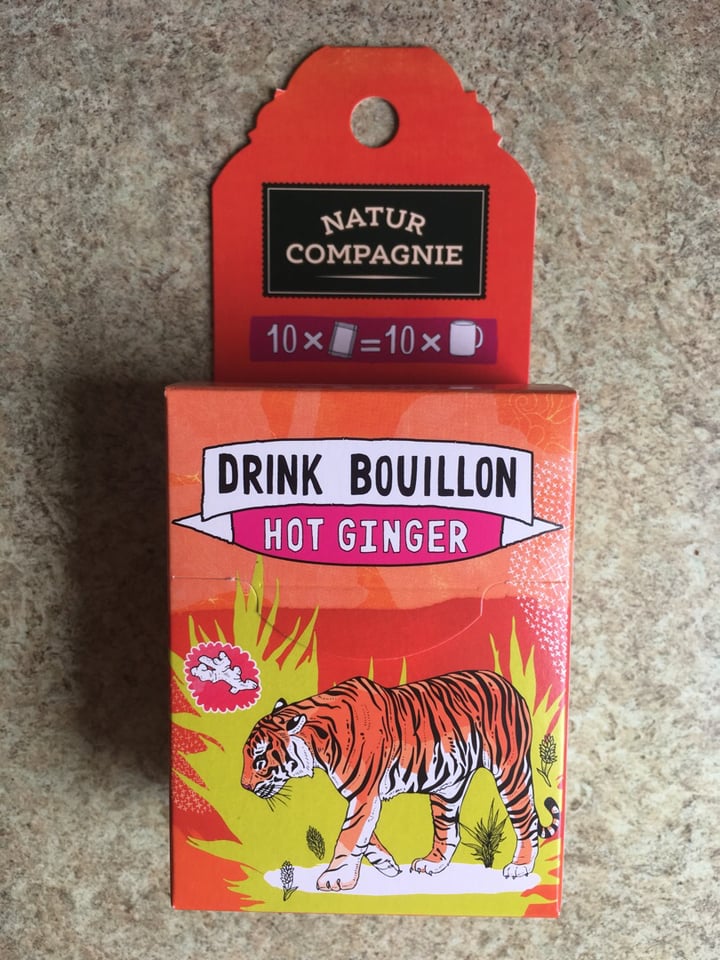 NATUR
COMPAGNIE
10 × = 10 ×
DRINK BOUILLON
HOT GINGER